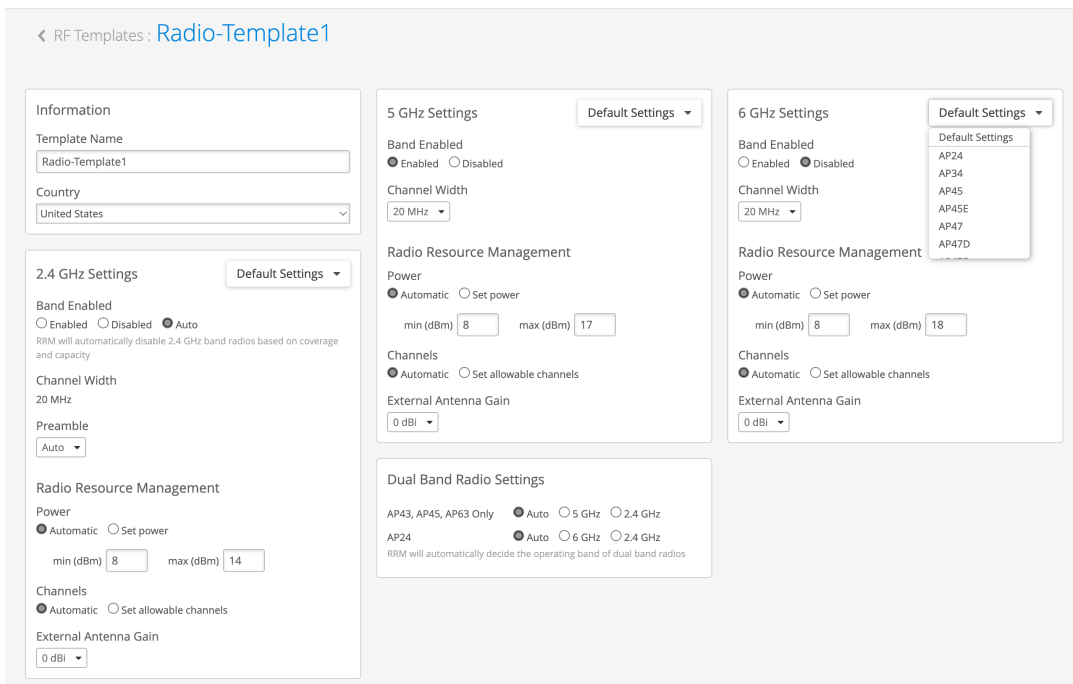 RF Templates : Radio-Template1
Information
Template Name
Radio-Template1
Country
United States
2.4 GHz Settings Default Settings
Band Enabled
Enabled Disabled Auto
RRM will automatically disable 2.4 GHz band radios based on coverage
and capacity
Channel Width
20 MHz
Preamble
Auto
Radio Resource Management
Power
Automatic Set power
min (dBm) 8 max (dBm) 14
Channels
Automatic Set allowable channels
External Antenna Gain
0 dBi
5 GHz Settings Default Settings
Band Enabled
Enabled Disabled
Channel Width
20 MHz
Radio Resource Management
Power
Automatic Set power
min (dBm) 8 max (dBm) 17
Channels
Automatic Set allowable channels
External Antenna Gain
0 dBi
Dual Band Radio Settings
AP43, AP45, AP63 Only Auto 5 GHz 2.4 GHz
AP24 Auto 6 GHz 2.4 GHz
RRM will automatically decide the operating band of dual band radios
6 GHz Settings Default Settings
Default Settings
AP24
AP34
AP45
AP45E
AP47
AP47D
Band Enabled
Enabled Disabled
Channel Width
20 MHz
Radio Resource Management
Power
Automatic Set power
min (dBm) 8 max (dBm) 18
Channels
Automatic Set allowable channels
External Antenna Gain
0 dBi